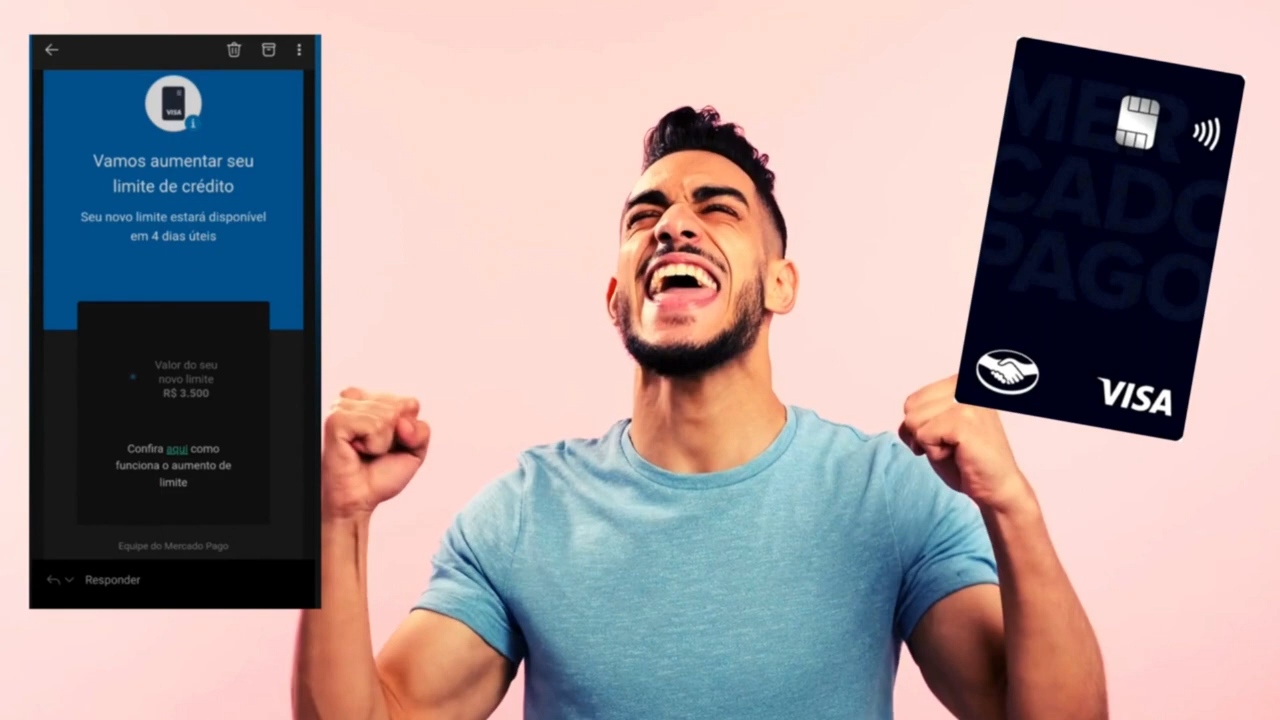 VISA
Vamos aumentar seu
limite de crédito
Seu novo limite estará disponível
em 4 dias úteis
Valor do seu
novo limite
R$ 3.500
Confira aqui como
funciona o aumento de
limite
Equipe do Mercado Pago
Responder
MER
CADO
PAGO
VISA